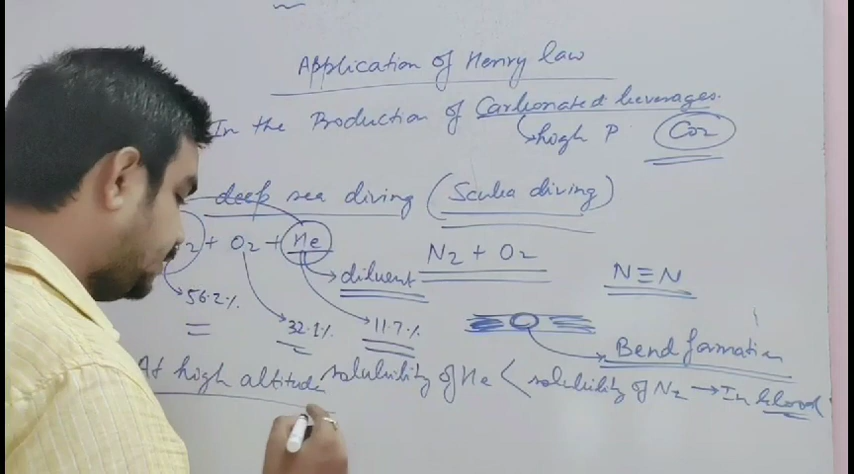 Application of Henry law
In the Production of Carbonated beverages.
high P CO2
deep sea diving (Scuba diving)
2 + O2 + He N2 + O2 N≡N
diluent
56.2% 32.1% 11.7%
Bend formation
At high altitude solubility of He < solubility of N2 → In blood